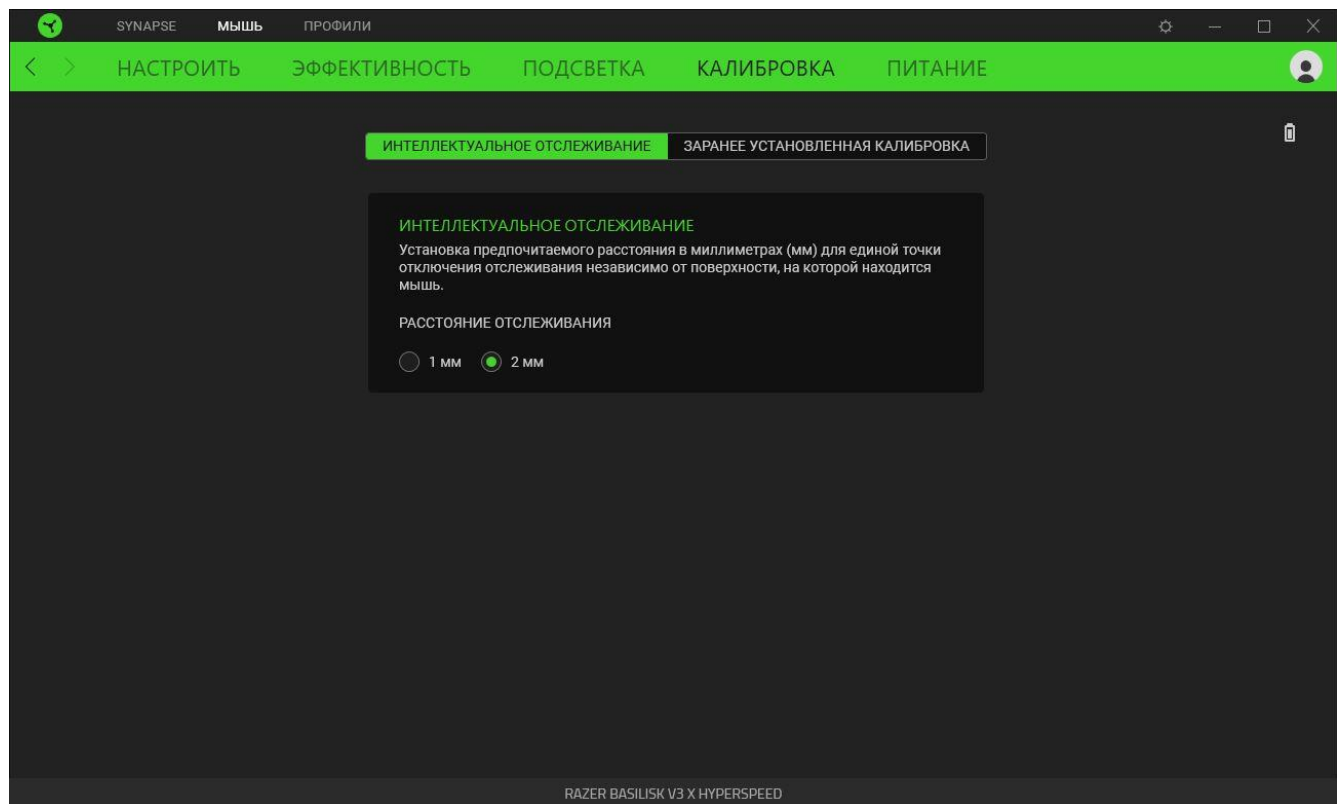 SYNAPSE МЫШЬ ПРОФИЛИ
НАСТРОИТЬ ЭФФЕКТИВНОСТЬ ПОДСВЕТКА КАЛИБРОВКА ПИТАНИЕ
ИНТЕЛЛЕКТУАЛЬНОЕ ОТСЛЕЖИВАНИЕ ЗАРАНЕЕ УСТАНОВЛЕННАЯ КАЛИБРОВКА
ИНТЕЛЛЕКТУАЛЬНОЕ ОТСЛЕЖИВАНИЕ
Установка предпочитаемого расстояния в миллиметрах (мм) для единой точки
отключения отслеживания независимо от поверхности, на которой находится
мышь.
РАССТОЯНИЕ ОТСЛЕЖИВАНИЯ
1 мм 2 мм
RAZER BASILISK V3 X HYPERSPEED